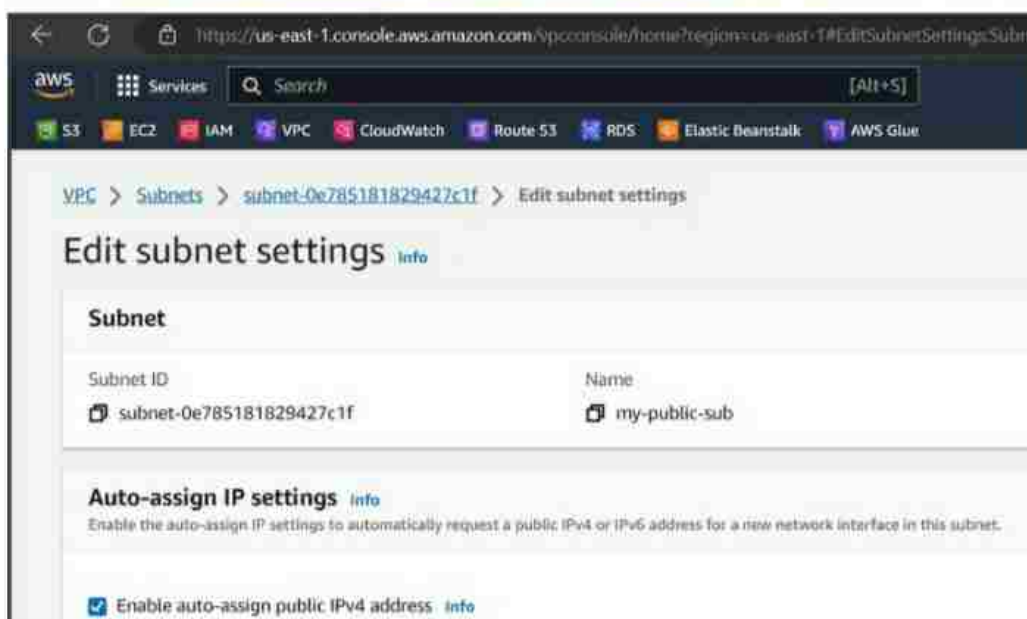 https://us-east-1.console.aws.amazon.com/vpcconsole/home?region=us-east-1#EditSubnetSettings:Subn
aws Services Search [Alt+S]
S3 EC2 IAM VPC CloudWatch Route 53 RDS Elastic Beanstalk AWS Glue
VPC > Subnets > subnet-0e785181829427c1f > Edit subnet settings
Edit subnet settings Info
Subnet
Subnet ID Name
subnet-0e785181829427c1f my-public-sub
Auto-assign IP settings Info
Enable the auto-assign IP settings to automatically request a public IPv4 or IPv6 address for a new network interface in this subnet.
Enable auto-assign public IPv4 address Info